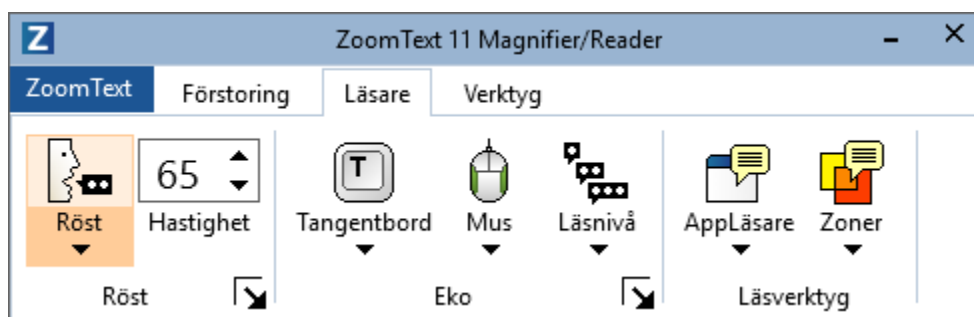 Z ZoomText 11 Magnifier/Reader
ZoomText Förstoring Läsare Verktyg
65 T
Röst Hastighet Tangentbord Mus Läsnivå AppLäsare Zoner
Röst Eko Läsverktyg